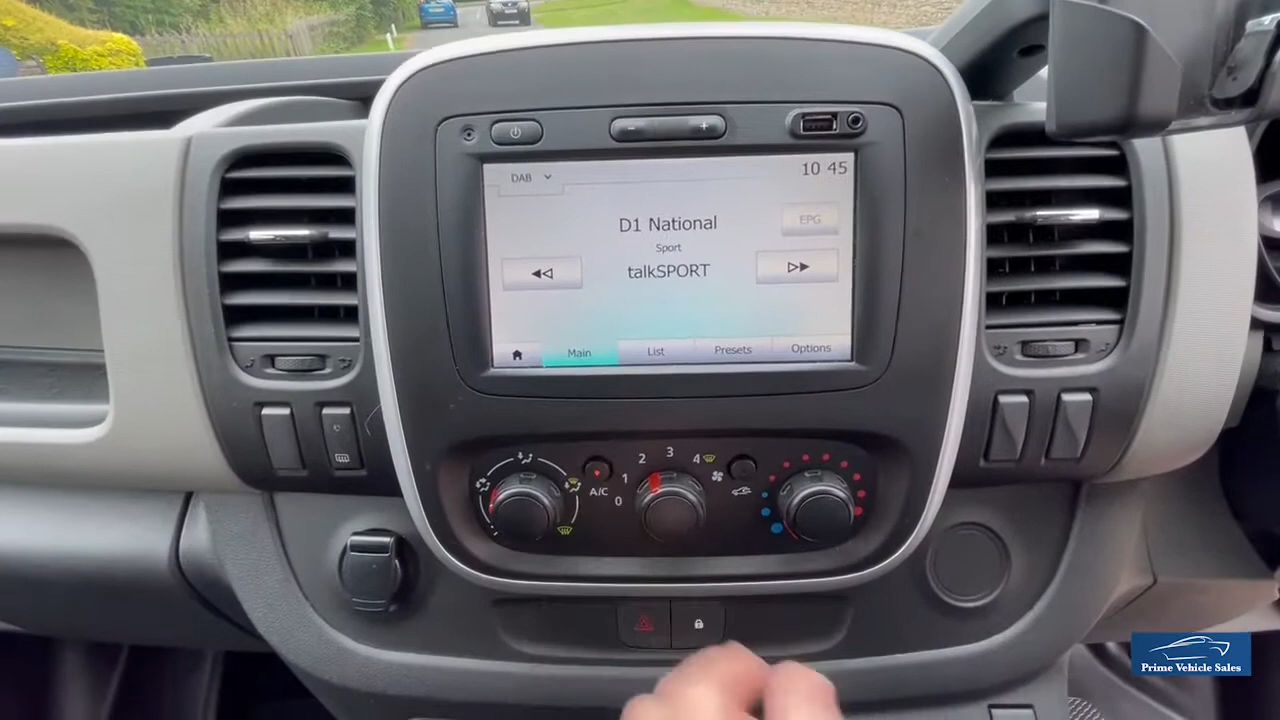 DAB
10 45
D1 National
EPG
Sport
talkSPORT
Main
List
Presets
Options
0
1
2
3
4
A/C
Prime Vehicle Sales